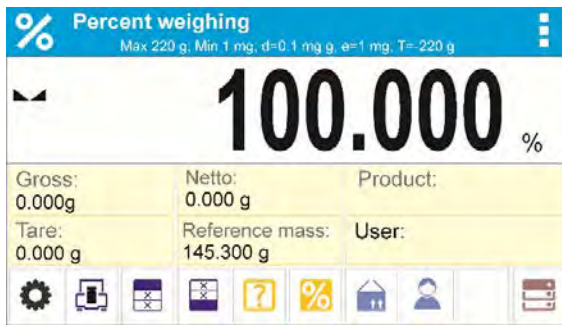 % Percent weighing
Max 220 g; Min 1 mg; d=0.1 mg g, e=1 mg; T=-220 g
100.000 %
Gross: Netto: Product:
0.000g 0.000 g
Tare: Reference mass: User:
0.000 g 145.300 g
? %